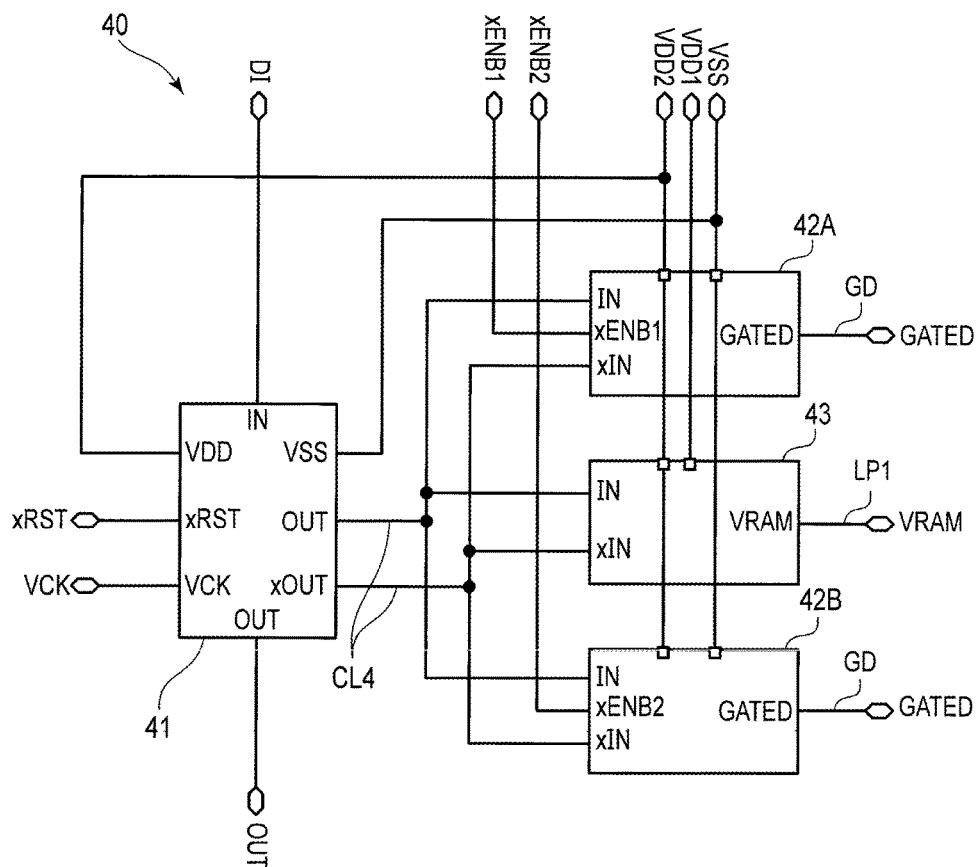 40
DI
xENB1
xENB2
VDD2
VDD1
VSS
42A
IN
xENB1
xIN
GATED
GD
GATED
IN
VDD
VSS
xRST
xRST
OUT
VCK
VCK
xOUT
OUT
41
CL4
OUT
43
IN
xIN
VRAM
LP1
VRAM
42B
IN
xENB2
xIN
GATED
GD
GATED